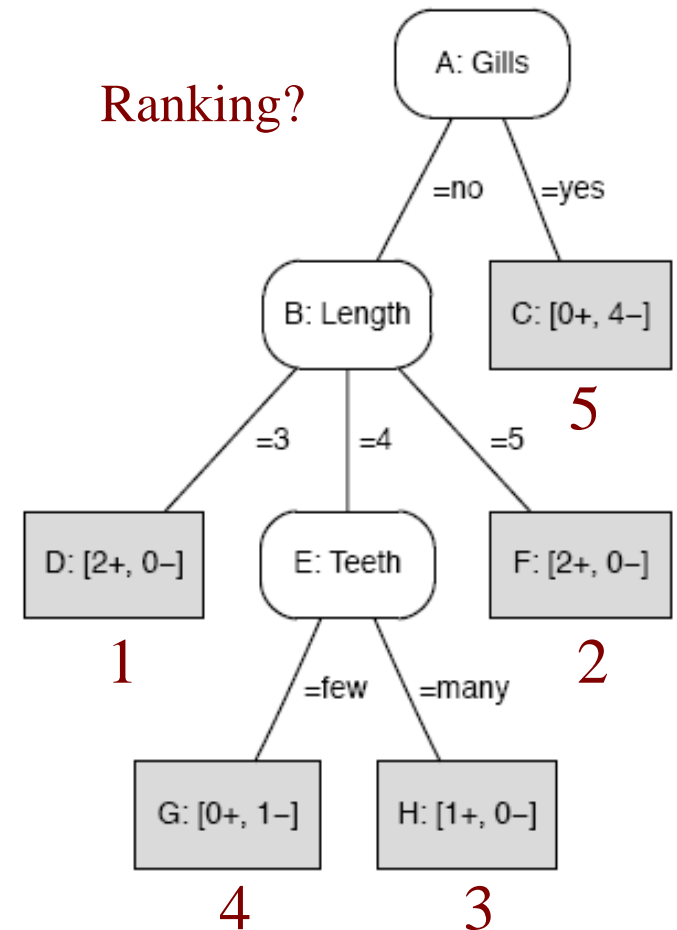 A: Gills
Ranking?
=no
=yes
B: Length
C: [0+, 4−]
5
=3
=4
=5
D: [2+, 0−]
E: Teeth
F: [2+, 0−]
1
2
=few
=many
G: [0+, 1−]
H: [1+, 0−]
4
3